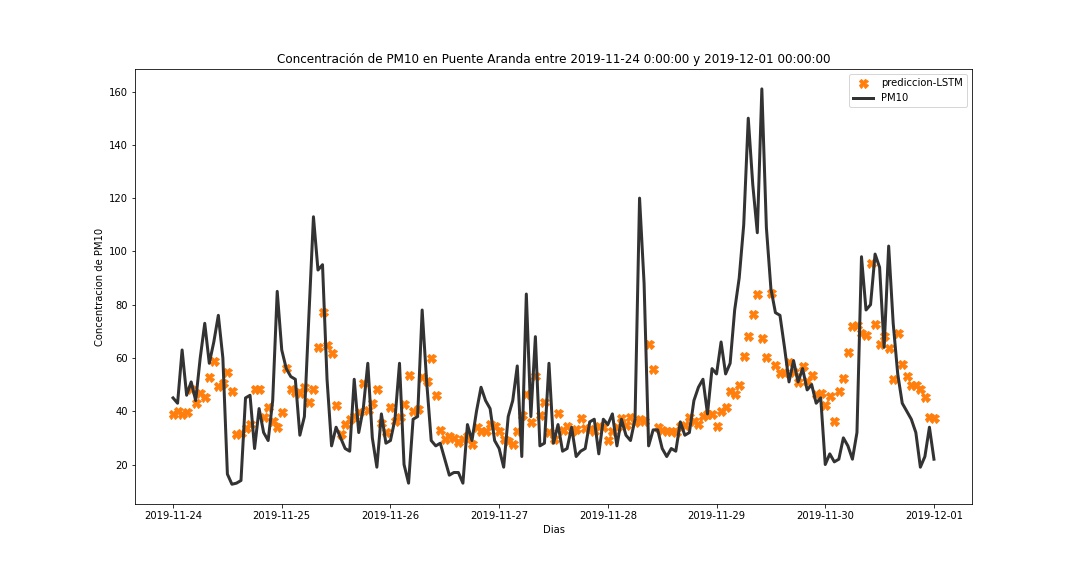 Concentración de PM10 en Puente Aranda entre 2019-11-24 0:00:00 y 2019-12-01 00:00:00
prediccion-LSTM
PM10
Concentracion de PM10
160
140
120
100
80
60
40
20
2019-11-24 2019-11-25 2019-11-26 2019-11-27 2019-11-28 2019-11-29 2019-11-30 2019-12-01
Dias